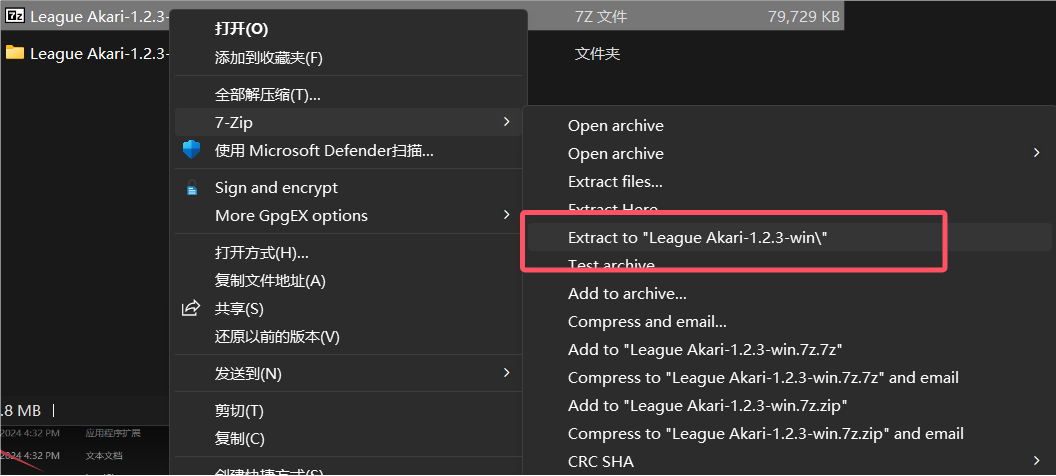 7z League Akari-1.2.3- 7Z 文件 79,729 KB
League Akari-1.2.3- 文件夹
打开(O)
添加到收藏夹(F)
全部解压缩(T)...
7-Zip
使用 Microsoft Defender扫描...
Sign and encrypt
More GpgEX options
打开方式(H)...
复制文件地址(A)
共享(S)
还原以前的版本(V)
发送到(N)
剪切(T)
复制(C)
创建快捷方式(S)
Open archive
Open archive
Extract files...
Extract Here
Extract to "League Akari-1.2.3-win\"
Test archive
Add to archive...
Compress and email...
Add to "League Akari-1.2.3-win.7z.7z"
Compress to "League Akari-1.2.3-win.7z.7z" and email
Add to "League Akari-1.2.3-win.7z.zip"
Compress to "League Akari-1.2.3-win.7z.zip" and email
CRC SHA
.8 MB
2024 4:32 PM 应用程序扩展
2024 4:32 PM 文本文档